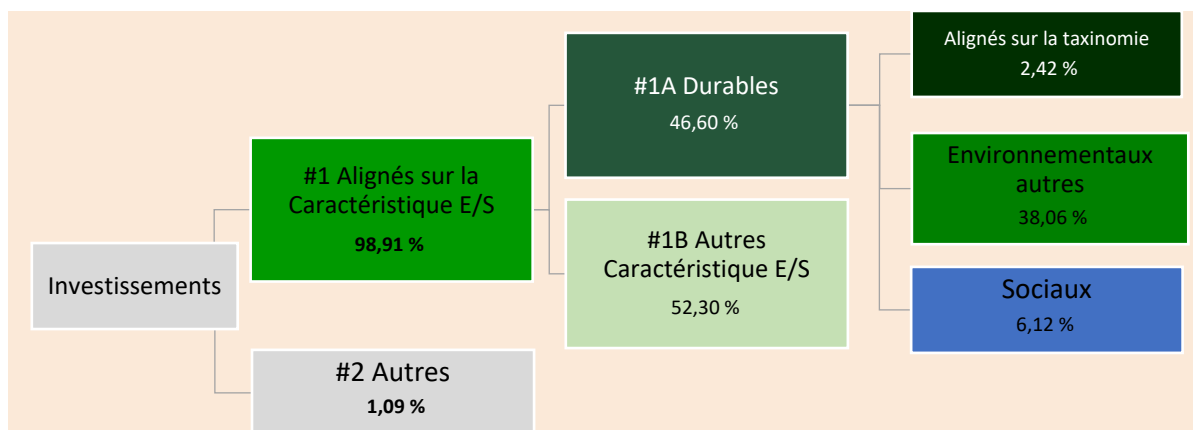 Investissements
#1 Alignés sur la
Caractéristique E/S
98,91 %
#2 Autres
1,09 %
#1A Durables
46,60 %
#1B Autres
Caractéristique E/S
52,30 %
Alignés sur la taxinomie
2,42 %
Environnementaux
autres
38,06 %
Sociaux
6,12 %